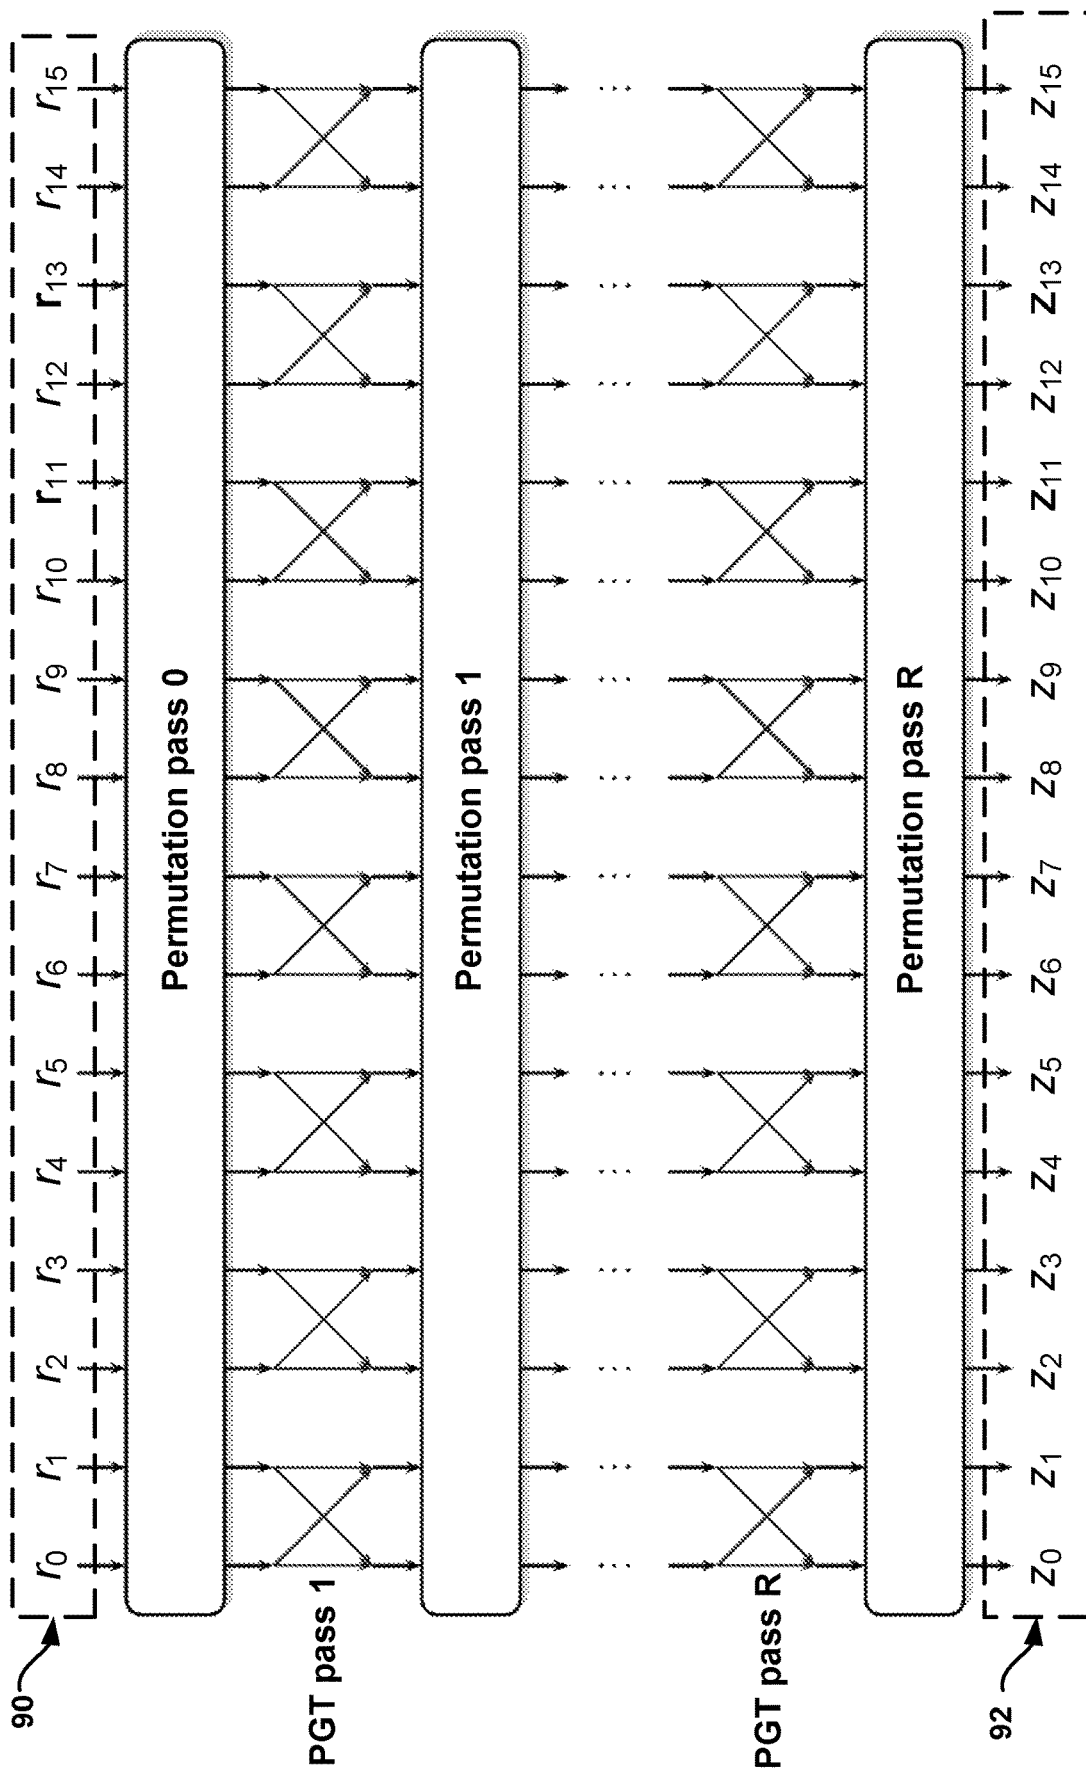 90
r0 r1 r2 r3 r4 r5 r6 r7 r8 r9 r10 r11 r12 r13 r14 r15
Permutation pass 0
PGT pass 1
Permutation pass 1
PGT pass R
Permutation pass R
92
z0 z1 z2 z3 z4 z5 z6 z7 z8 z9 z10 z11 z12 z13 z14 z15